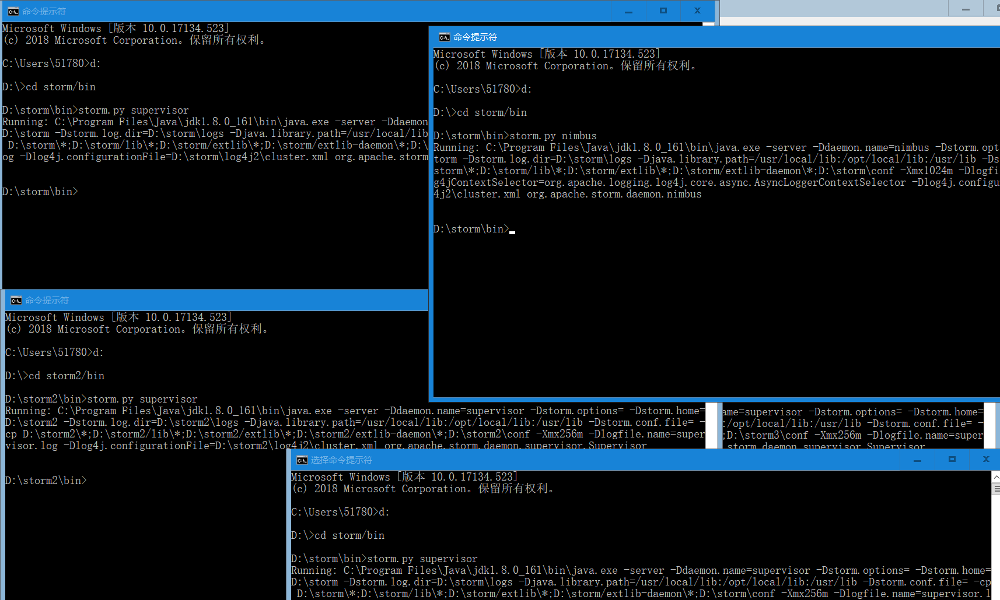 命令提示符
Microsoft Windows [版本 10.0.17134.523]
(c) 2018 Microsoft Corporation。保留所有权利。
C:\Users\51780>d:
D:\>cd storm/bin
D:\storm\bin>storm.py supervisor
Running: C:\Program Files\Java\jdk1.8.0_161\bin\java.exe -server -Ddaemon
D:\storm -Dstorm.log.dir=D:\storm\logs -Djava.library.path=/usr/local/lib
D:\storm\*;D:\storm/lib\*;D:\storm/extlib\*;D:\storm/extlib-daemon\*;D:\
og -Dlog4j.configurationFile=D:\storm\log4j2\cluster.xml org.apache.storm
D:\storm\bin>
命令提示符
Microsoft Windows [版本 10.0.17134.523]
(c) 2018 Microsoft Corporation。保留所有权利。
C:\Users\51780>d:
D:\>cd storm/bin
D:\storm\bin>storm.py nimbus
Running: C:\Program Files\Java\jdk1.8.0_161\bin\java.exe -server -Ddaemon.name=nimbus -Dstorm.opt
torm -Dstorm.log.dir=D:\storm\logs -Djava.library.path=/usr/local/lib:/opt/local/lib:/usr/lib -Ds
storm\*;D:\storm/lib\*;D:\storm/extlib\*;D:\storm/extlib-daemon\*;D:\storm\conf -Xmx1024m -Dlogfi
g4jContextSelector=org.apache.logging.log4j.core.async.AsyncLoggerContextSelector -Dlog4j.configu
4j2\cluster.xml org.apache.storm.daemon.nimbus
D:\storm\bin>
命令提示符
Microsoft Windows [版本 10.0.17134.523]
(c) 2018 Microsoft Corporation。保留所有权利。
C:\Users\51780>d:
D:\>cd storm2/bin
D:\storm2\bin>storm.py supervisor
Running: C:\Program Files\Java\jdk1.8.0_161\bin\java.exe -server -Ddaemon.name=supervisor -Dstorm.options= -Dstorm.home=
D:\storm2 -Dstorm.log.dir=D:\storm2\logs -Djava.library.path=/usr/local/lib:/opt/local/lib:/usr/lib -Dstorm.conf.file= -
cp D:\storm2\*;D:\storm2/lib\*;D:\storm2/extlib\*;D:\storm2/extlib-daemon\*;D:\storm2\conf -Xmx256m -Dlogfile.name=super
visor.log -Dlog4j.configurationFile=D:\storm2\log4j2\cluster.xml org.apache.storm.daemon.supervisor.Supervisor
D:\storm2\bin>
ame=supervisor -Dstorm.options= -Dstorm.home=
:/opt/local/lib:/usr/lib -Dstorm.conf.file= -
;D:\storm3\conf -Xmx256m -Dlogfile.name=super
.storm.daemon.supervisor.Supervisor
选择命令提示符
Microsoft Windows [版本 10.0.17134.523]
(c) 2018 Microsoft Corporation。保留所有权利。
C:\Users\51780>d:
D:\>cd storm/bin
D:\storm\bin>storm.py supervisor
Running: C:\Program Files\Java\jdk1.8.0_161\bin\java.exe -server -Ddaemon.name=supervisor -Dstorm.options= -Dstorm.home=
D:\storm -Dstorm.log.dir=D:\storm\logs -Djava.library.path=/usr/local/lib:/opt/local/lib:/usr/lib -Dstorm.conf.file= -cp
D:\storm\*;D:\storm/lib\*;D:\storm/extlib\*;D:\storm/extlib-daemon\*;D:\storm\conf -Xmx256m -Dlogfile.name=supervisor.l